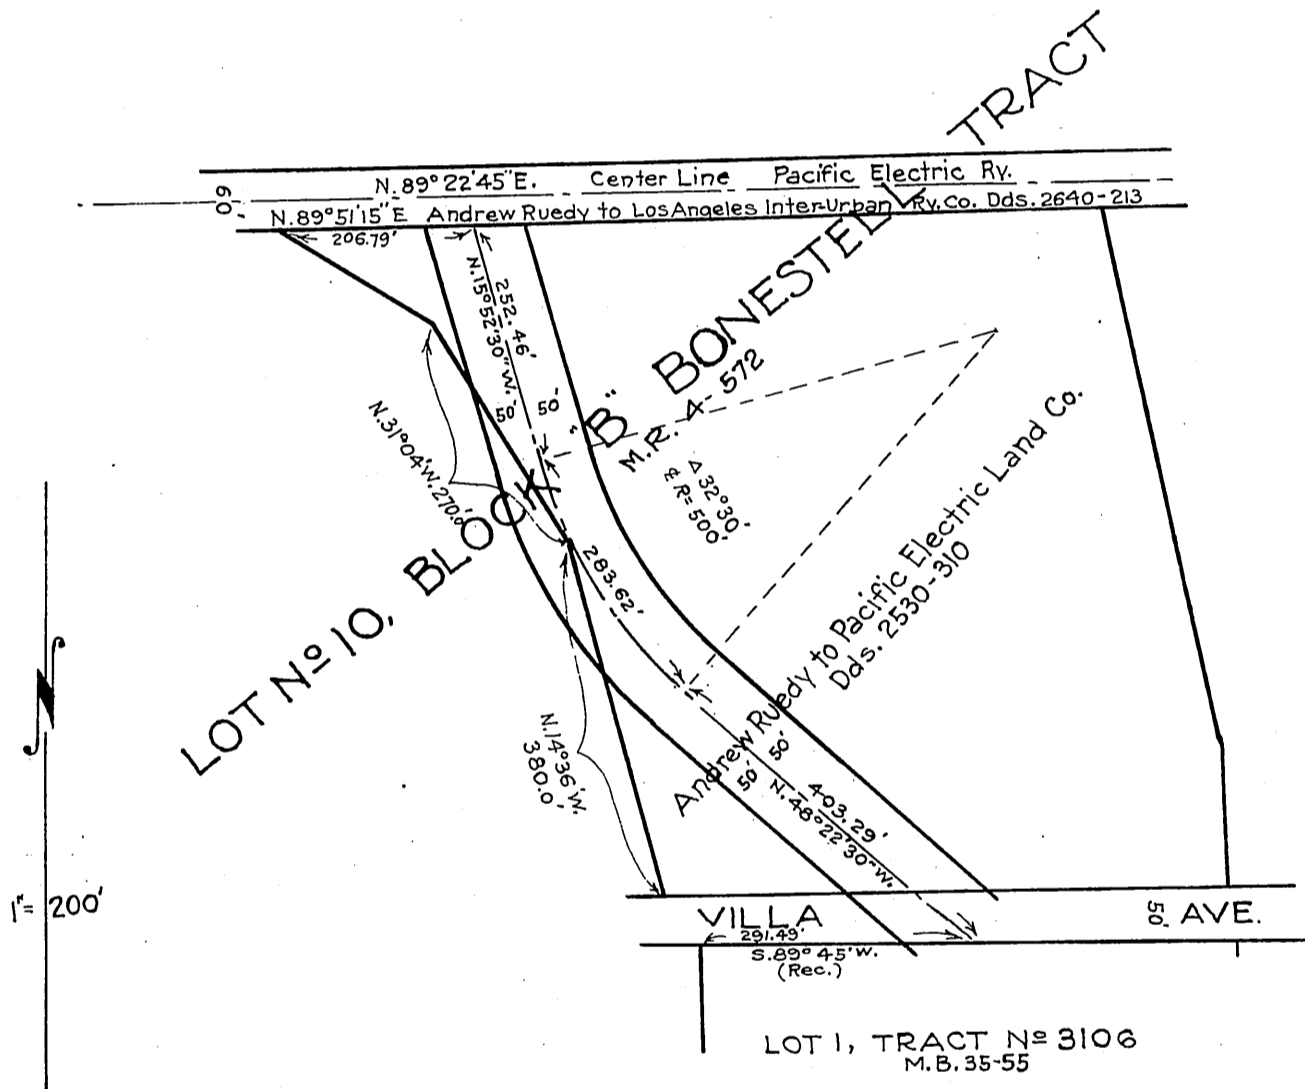 TRACT
N.89°22'45"E. Center Line Pacific Electric Ry.
60'
N.89°51'15"E Andrew Ruedy to Los Angeles Inter-Urban Ry.Co. Dds. 2640-213
206.79'
252.46'
N.15°52'30"W.
50' 50'
LOT Nº 10, BLOCK "B" BONESTELL
M.R. 4-572
Δ 32°30'
℄ R=500'
N.31°04'W. 270.0'
283.62'
Andrew Ruedy to Pacific Electric Land Co.
Dds. 2530-310
N.14°36'W.
380.0'
50' 50'
403.29'
N.48°22'30"W.
1"= 200'
VILLA AVE.
50'
291.49'
S.89°45'W.
(Rec.)
LOT 1, TRACT Nº 3106
M.B. 35-55